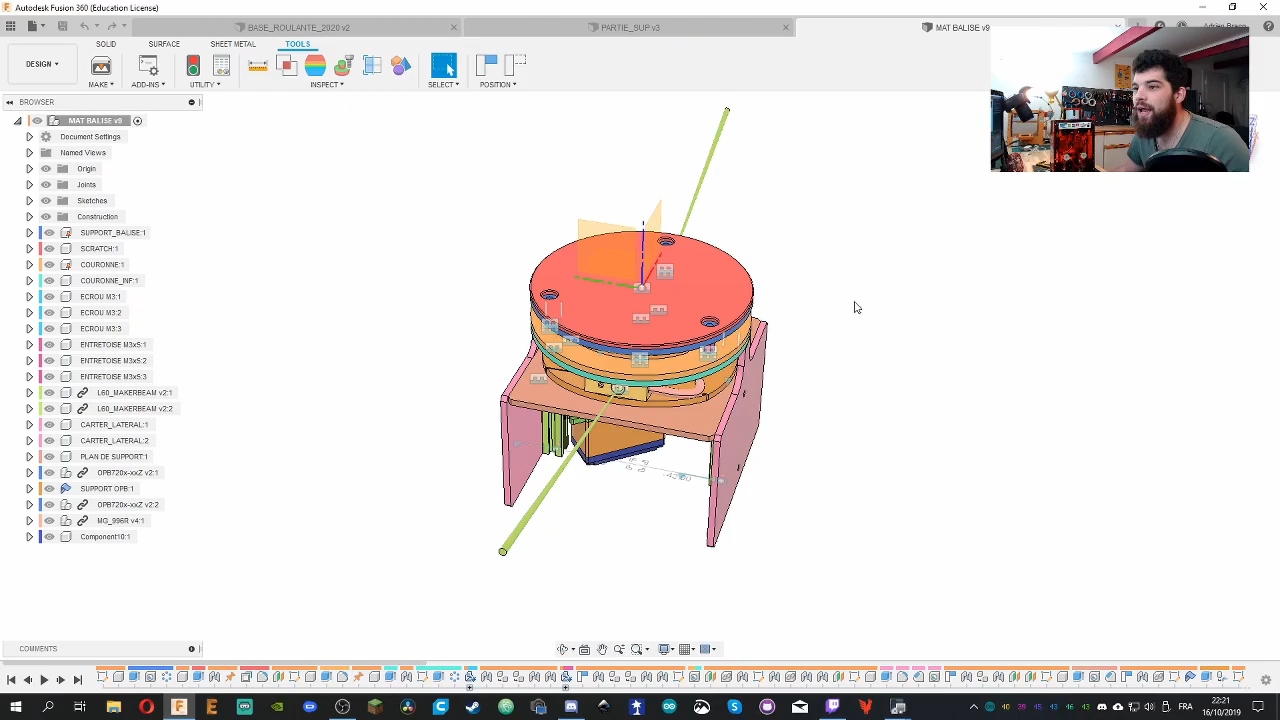 Autodesk Fusion 360 (Education License)
BASE_ROULANTE_2020 v2
PARTIE_SUP v3
MAT BALISE v9
SOLID
SURFACE
SHEET METAL
TOOLS
DESIGN
MAKE
ADD-INS
UTILITY
INSPECT
SELECT
POSITION
BROWSER
MAT BALISE v9
Document Settings
Named Views
Origin
Joints
Sketches
Construction
SUPPORT_BALISE:1
SCRATCH:1
COURONNE:1
COURONNE_INF:1
ECROU M3:1
ECROU M3:2
ECROU M3:3
ENTRETOISE M3x5:1
ENTRETOISE M3x5:2
ENTRETOISE M3x5:3
L60_MAKERBEAM v2:1
L60_MAKERBEAM v2:2
CARTER_LATERAL:1
CARTER_LATERAL:2
PLAN DE SUPPORT:1
OPB720x-xxZ v2:1
SUPPORT OPB:1
OPB720x-xxZ v2:2
MG_996R v4:1
Component10:1
COMMENTS
40 39 45 46 43
FRA
22:21
16/10/2019